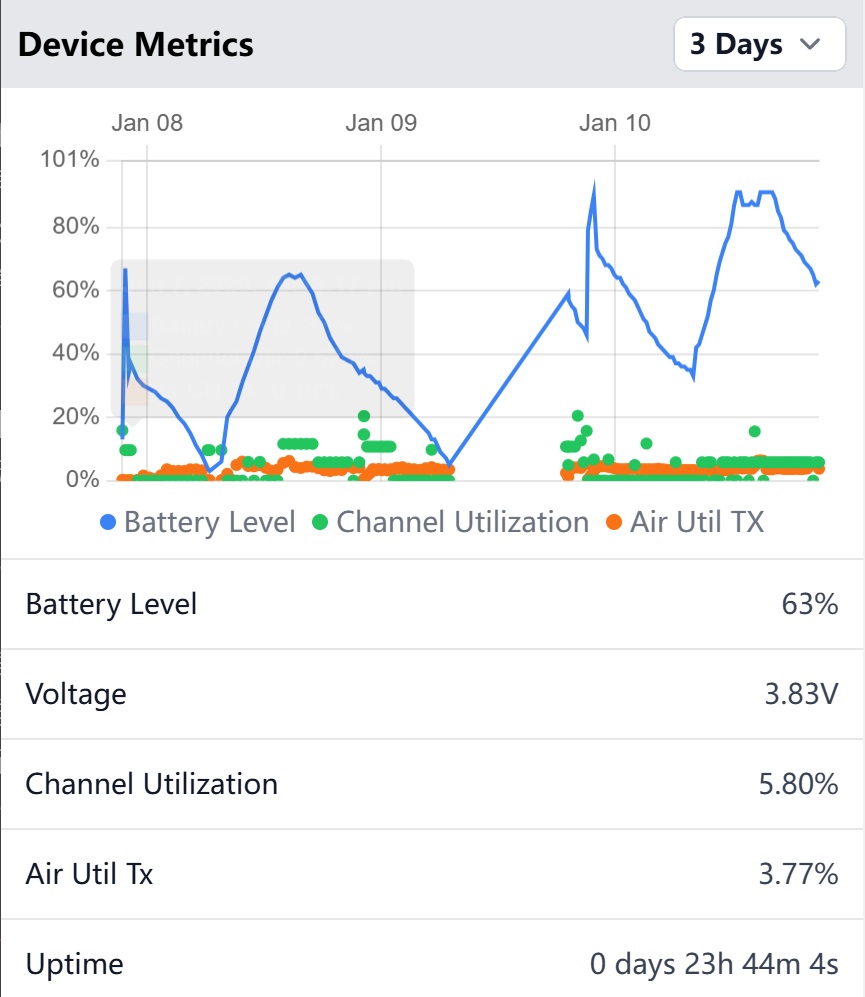 Device Metrics
3 Days
Jan 08 Jan 09 Jan 10
101%
80%
60%
40%
20%
0%
Battery Level Channel Utilization Air Util TX
Battery Level 63%
Voltage 3.83V
Channel Utilization 5.80%
Air Util Tx 3.77%
Uptime 0 days 23h 44m 4s